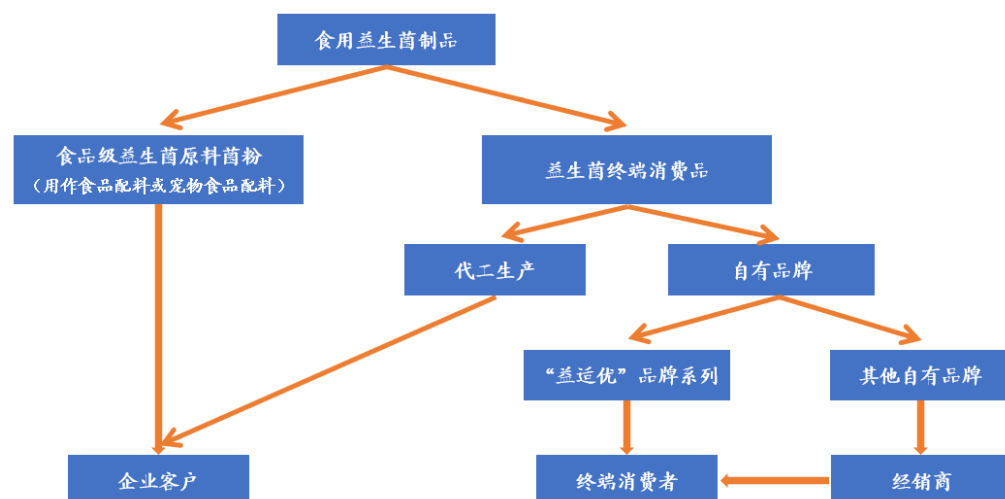 食用益生菌制品
食品级益生菌原料菌粉
（用作食品配料或宠物食品配料）
益生菌终端消费品
代工生产
自有品牌
“益适优”品牌系列
其他自有品牌
企业客户
终端消费者
经销商